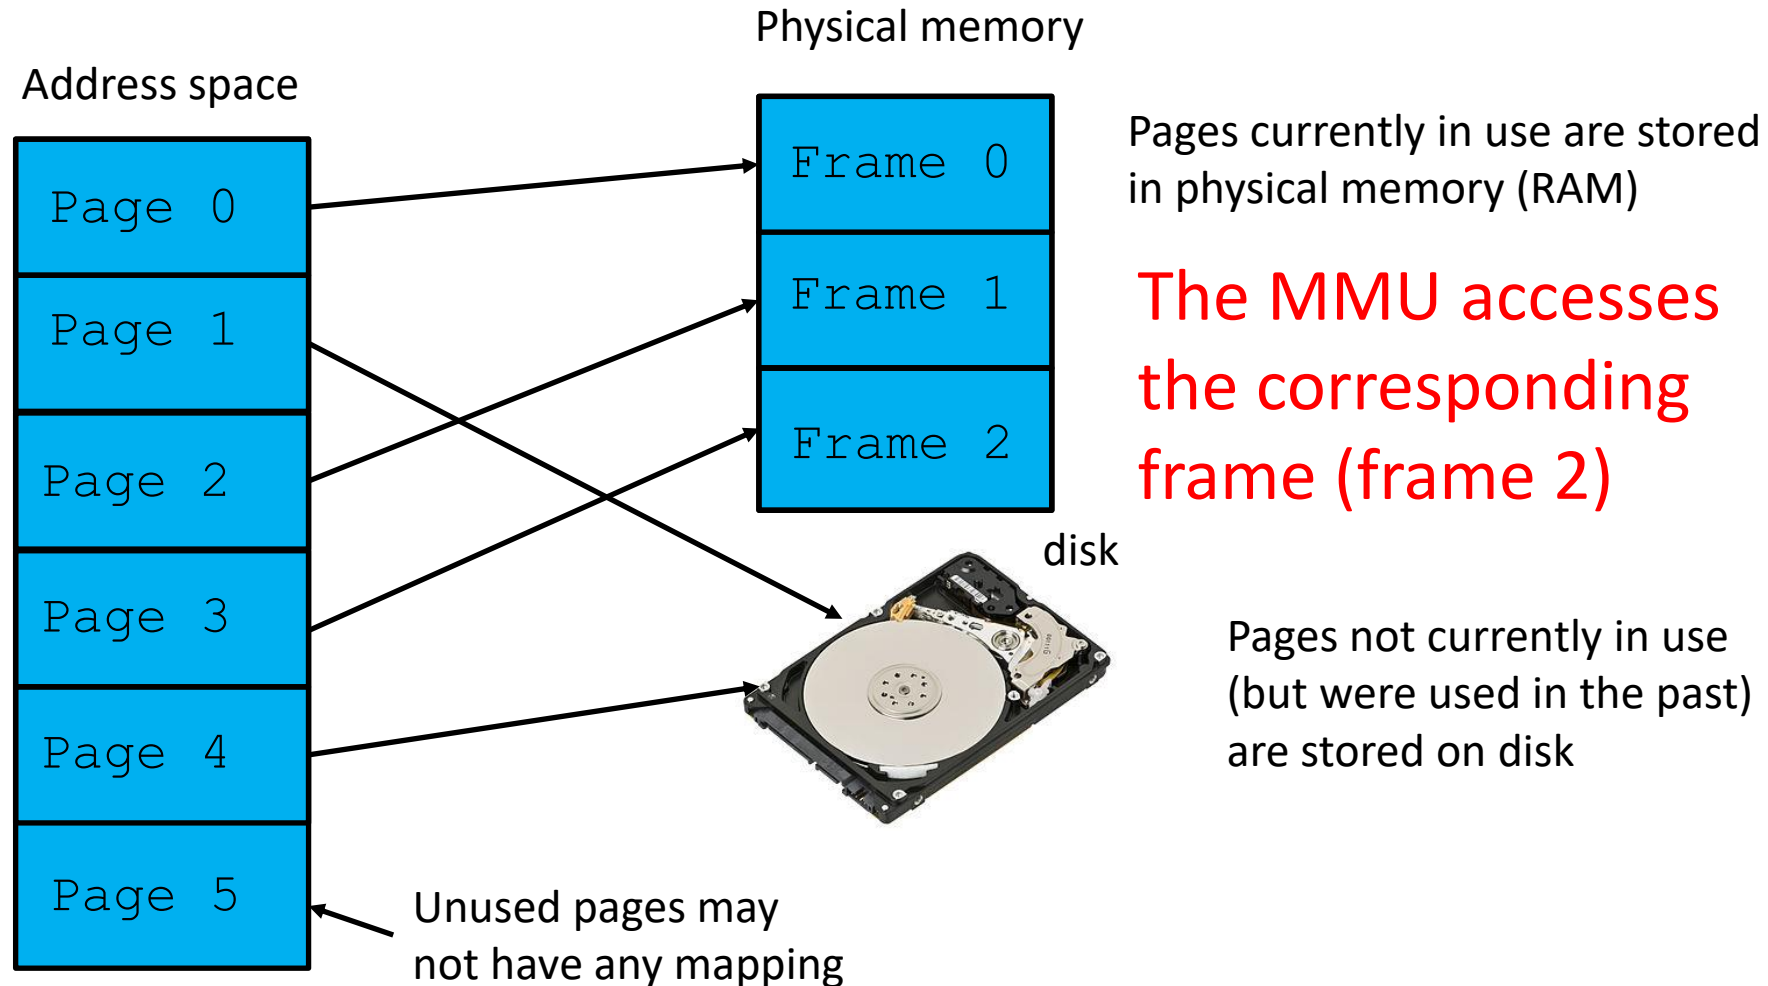 Physical memory
Address space
Page 0
Page 1
Page 2
Page 3
Page 4
Page 5
Frame 0
Frame 1
Frame 2
Pages currently in use are stored
in physical memory (RAM)
The MMU accesses
the corresponding
frame (frame 2)
disk
Pages not currently in use
(but were used in the past)
are stored on disk
Unused pages may
not have any mapping